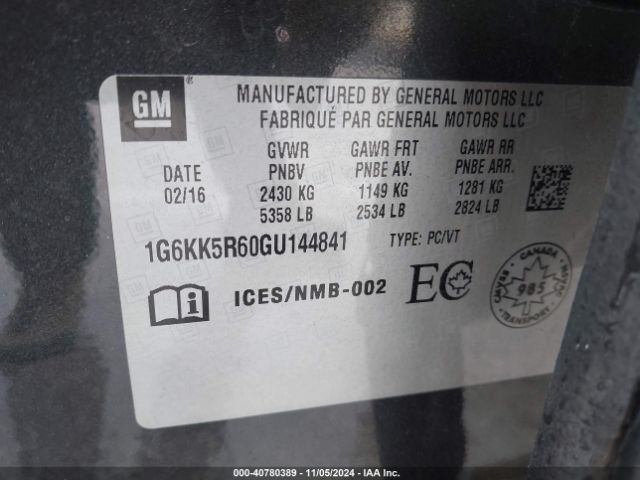 GM
MANUFACTURED BY GENERAL MOTORS LLC
FABRIQUÉ PAR GENERAL MOTORS LLC
DATE GVWR GAWR FRT GAWR RR
PNBV PNBE AV. PNBE ARR.
02/16 2430 KG 1149 KG 1281 KG
5358 LB 2534 LB 2824 LB
1G6KK5R60GU144841 TYPE: PC/VT
ICES/NMB-002 EC
CANADA
985
TRANSPORT
000-40780389 - 11/05/2024 - IAA Inc.